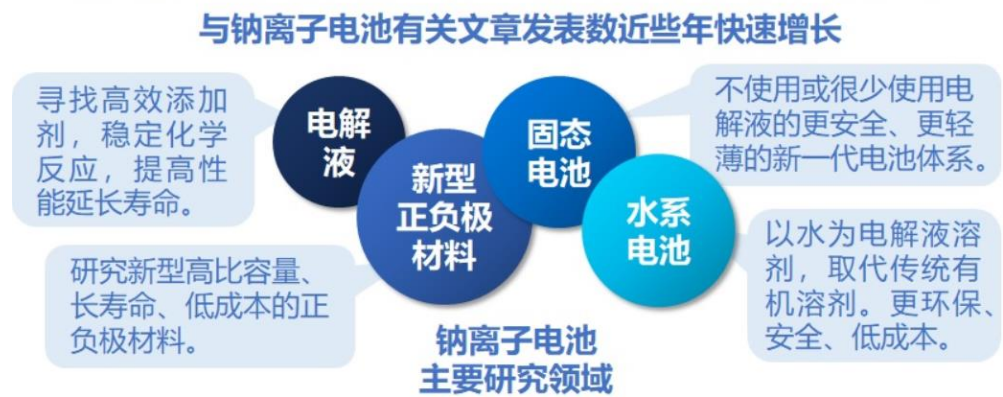 与钠离子电池有关文章发表数近些年快速增长
寻找高效添加
剂，稳定化学
反应，提高性
能延长寿命。
电解
液
新型
正负极
材料
固态
电池
水系
电池
不使用或很少使用电
解液的更安全、更轻
薄的新一代电池体系。
研究新型高比容量、
长寿命、低成本的正
负极材料。
以水为电解液溶
剂，取代传统有
机溶剂。更环保、
安全、低成本。
钠离子电池
主要研究领域